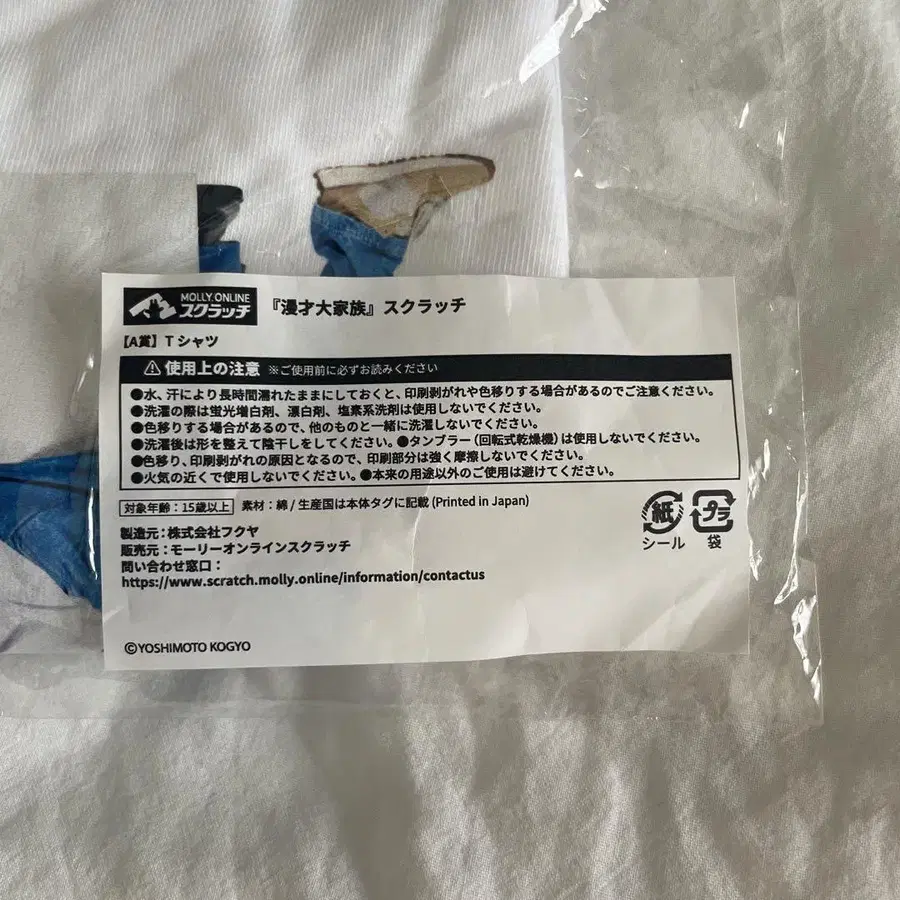 MOLLY.ONLINE
スクラッチ
『漫才大家族』スクラッチ
【A賞】Tシャツ
⚠使用上の注意 ※ご使用前に必ずお読みください
●水、汗により長時間濡れたままにしておくと、印刷剥がれや色移りする場合があるのでご注意ください。
●洗濯の際は蛍光増白剤、漂白剤、塩素系洗剤は使用しないでください。
●色移りする場合があるので、他のものと一緒に洗濯しないでください。
●洗濯後は形を整えて陰干しをしてください。●タンブラー(回転式乾燥機)は使用しないでください。
●色移り、印刷剥がれの原因となるので、印刷部分は強く摩擦しないでください。
●火気の近くで使用しないでください。●本来の用途以外のご使用は避けてください。
対象年齢：15歳以上 素材：綿 / 生産国は本体タグに記載 (Printed in Japan)
製造元：株式会社フクヤ
販売元：モーリーオンラインスクラッチ
問い合わせ窓口：
https://www.scratch.molly.online/information/contactus
紙 プラ
シール 袋
©YOSHIMOTO KOGYO